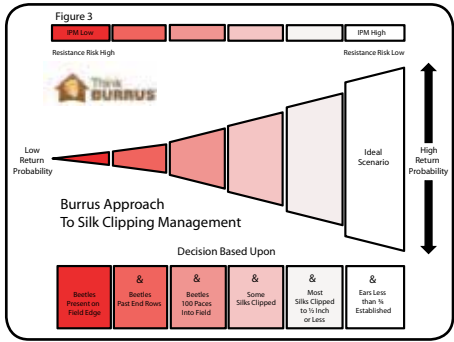 Figure 3
IPM Low
IPM High
Resistance Risk High
Resistance Risk Low
Think
BURRUS
Low
Return
Probability
Ideal
Scenario
High
Return
Probability
Burrus Approach
To Silk Clipping Management
Decision Based Upon
Beetles
Present on
Field Edge
&
Beetles
Past End Rows
&
Beetles
100 Paces
Into Field
&
Some
Silks Clipped
&
Most
Silks Clipped
to ½ Inch
or Less
&
Ears Less
than ¾
Established